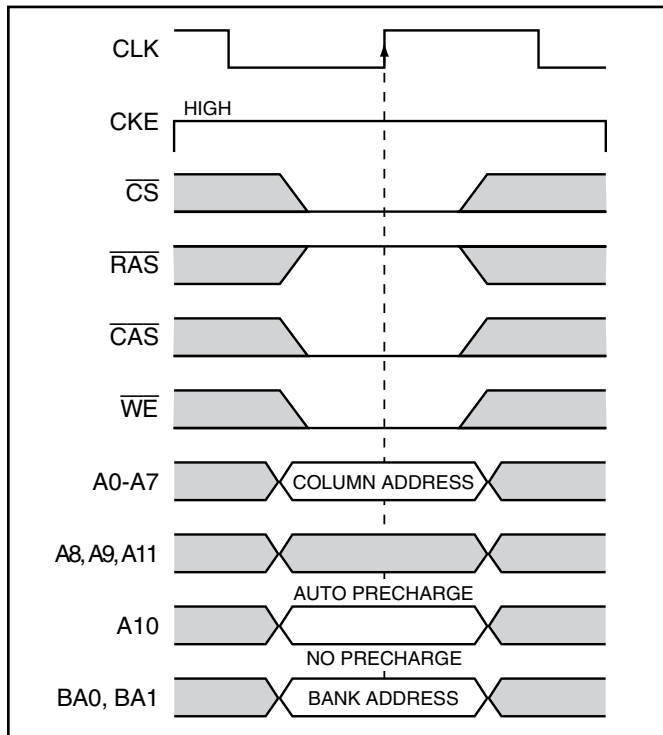 CLK
CKE HIGH
CS
RAS
CAS
WE
A0-A7 COLUMN ADDRESS
A8, A9, A11
AUTO PRECHARGE
A10
NO PRECHARGE
BA0, BA1 BANK ADDRESS